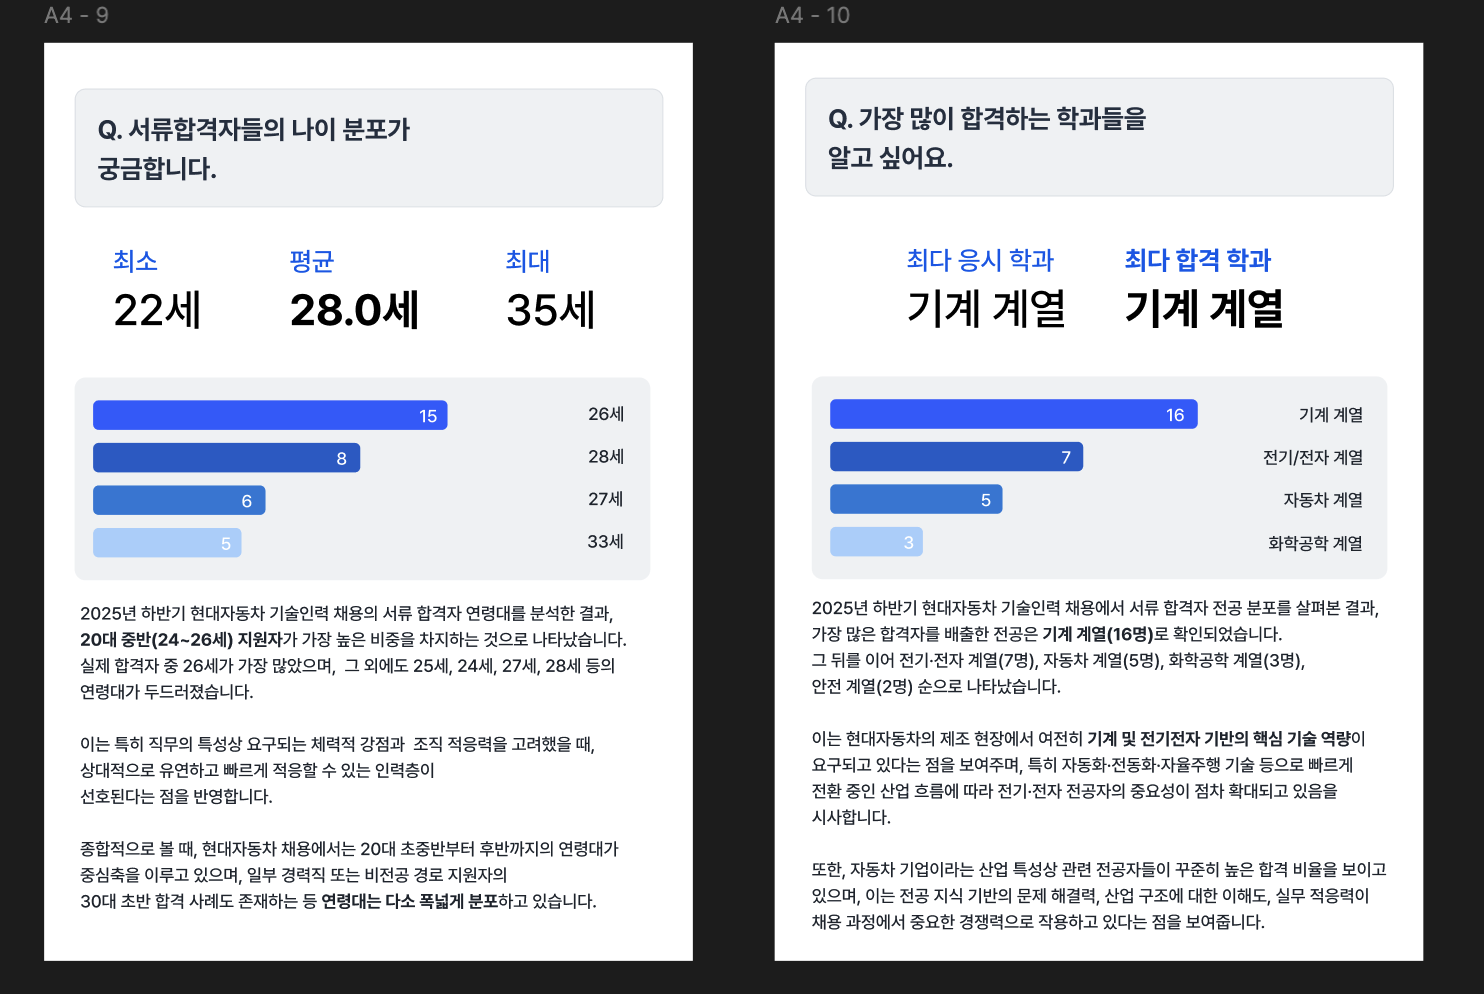 A4 - 9
Q. 서류합격자들의 나이 분포가
궁금합니다.
최소
평균
최대
22세
28.0세
35세
15
26세
8
28세
6
27세
5
33세
2025년 하반기 현대자동차 기술인력 채용의 서류 합격자 연령대를 분석한 결과,
20대 중반(24~26세) 지원자가 가장 높은 비중을 차지하는 것으로 나타났습니다.
실제 합격자 중 26세가 가장 많았으며,  그 외에도 25세, 24세, 27세, 28세 등의
연령대가 두드러졌습니다.
이는 특히 직무의 특성상 요구되는 체력적 강점과  조직 적응력을 고려했을 때,
상대적으로 유연하고 빠르게 적응할 수 있는 인력층이
선호된다는 점을 반영합니다.
종합적으로 볼 때, 현대자동차 채용에서는 20대 초중반부터 후반까지의 연령대가
중심축을 이루고 있으며, 일부 경력직 또는 비전공 경로 지원자의
30대 초반 합격 사례도 존재하는 등 연령대는 다소 폭넓게 분포하고 있습니다.
A4 - 10
Q. 가장 많이 합격하는 학과들을
알고 싶어요.
최다 응시 학과
최다 합격 학과
기계 계열
기계 계열
16
기계 계열
7
전기/전자 계열
5
자동차 계열
3
화학공학 계열
2025년 하반기 현대자동차 기술인력 채용에서 서류 합격자 전공 분포를 살펴본 결과,
가장 많은 합격자를 배출한 전공은 기계 계열(16명)로 확인되었습니다.
그 뒤를 이어 전기·전자 계열(7명), 자동차 계열(5명), 화학공학 계열(3명),
안전 계열(2명) 순으로 나타났습니다.
이는 현대자동차의 제조 현장에서 여전히 기계 및 전기전자 기반의 핵심 기술 역량이
요구되고 있다는 점을 보여주며, 특히 자동화·전동화·자율주행 기술 등으로 빠르게
전환 중인 산업 흐름에 따라 전기·전자 전공자의 중요성이 점차 확대되고 있음을
시사합니다.
또한, 자동차 기업이라는 산업 특성상 관련 전공자들이 꾸준히 높은 합격 비율을 보이고
있으며, 이는 전공 지식 기반의 문제 해결력, 산업 구조에 대한 이해도, 실무 적응력이
채용 과정에서 중요한 경쟁력으로 작용하고 있다는 점을 보여줍니다.